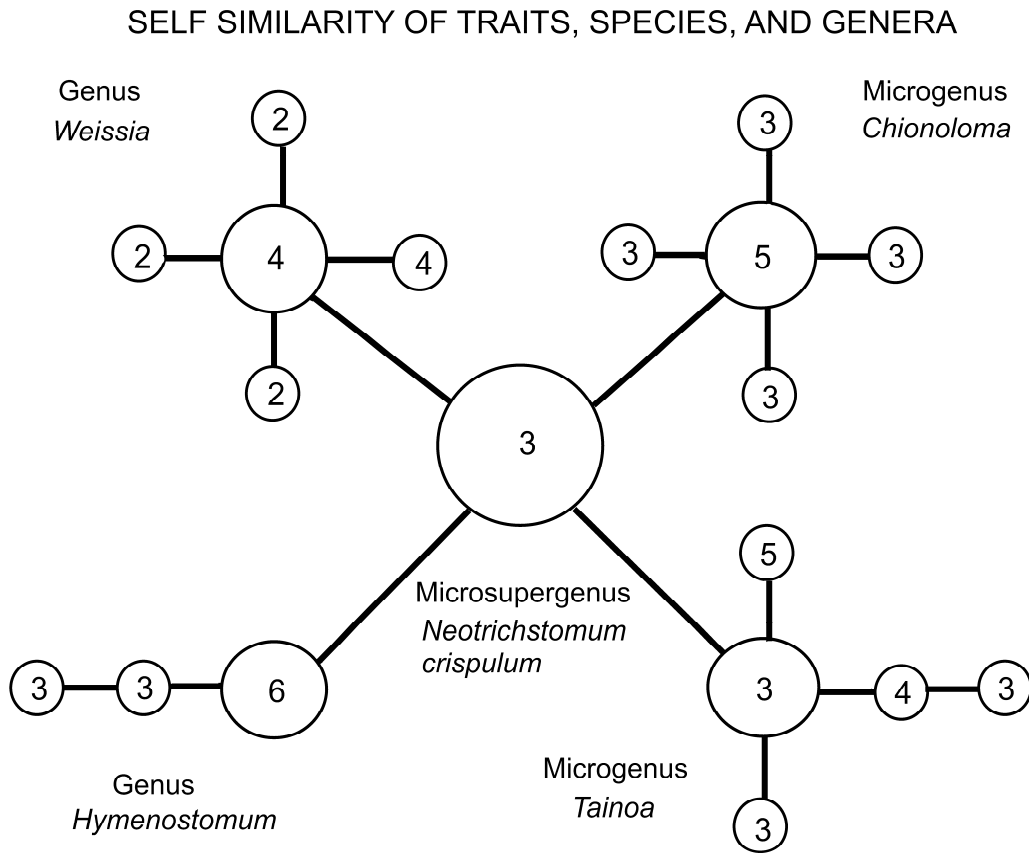 SELF SIMILARITY OF TRAITS, SPECIES, AND GENERA
Genus
Weissia
2
2
4
4
2
Microgenus
Chionoloma
3
3
5
3
3
3
Microsupergenus
Neotrichstomum
crispulum
3
3
6
Genus
Hymenostomum
5
3
4
3
3
Microgenus
Tainoa